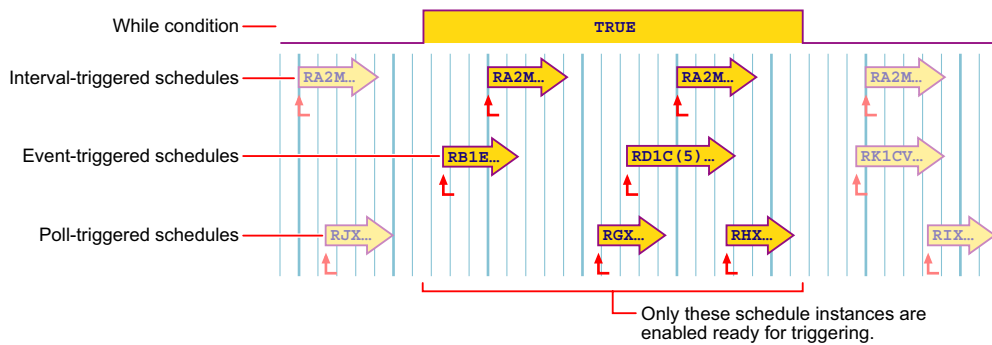 While condition
TRUE
Interval-triggered schedules
RA2M…
RA2M…
RA2M…
RA2M…
Event-triggered schedules
RB1E…
RD1C(5)…
RK1CV…
Poll-triggered schedules
RJX…
RGX…
RHX…
RIX…
Only these schedule instances are
enabled ready for triggering.